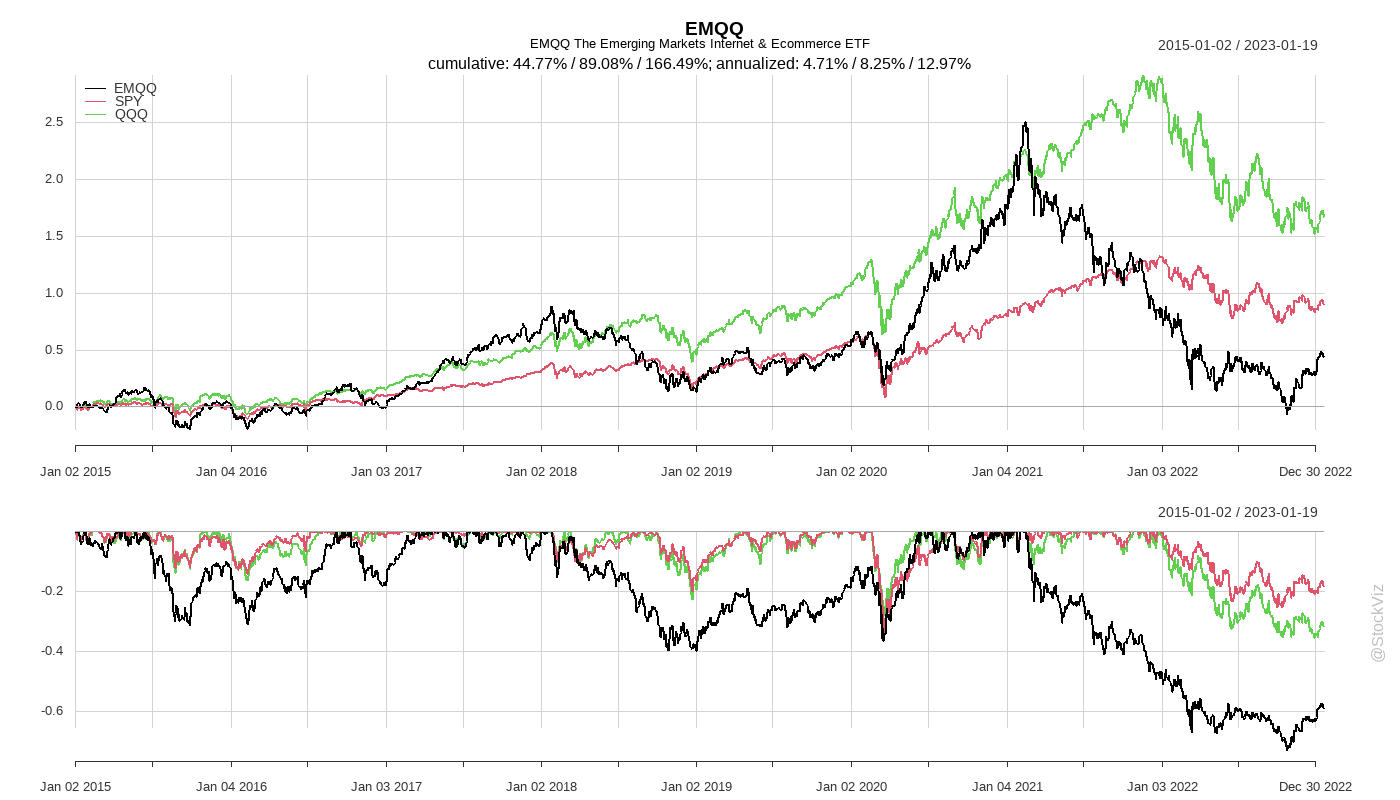 EMQQ
EMQQ The Emerging Markets Internet & Ecommerce ETF
2015-01-02 / 2023-01-19
cumulative: 44.77% / 89.08% / 166.49%; annualized: 4.71% / 8.25% / 12.97%
EMQQ
SPY
QQQ
2.5
2.0
1.5
1.0
0.5
0.0
Jan 02 2015 Jan 04 2016 Jan 03 2017 Jan 02 2018 Jan 02 2019 Jan 02 2020 Jan 04 2021 Jan 03 2022 Dec 30 2022
2015-01-02 / 2023-01-19
-0.2
-0.4
-0.6
Jan 02 2015 Jan 04 2016 Jan 03 2017 Jan 02 2018 Jan 02 2019 Jan 02 2020 Jan 04 2021 Jan 03 2022 Dec 30 2022
@StockViz